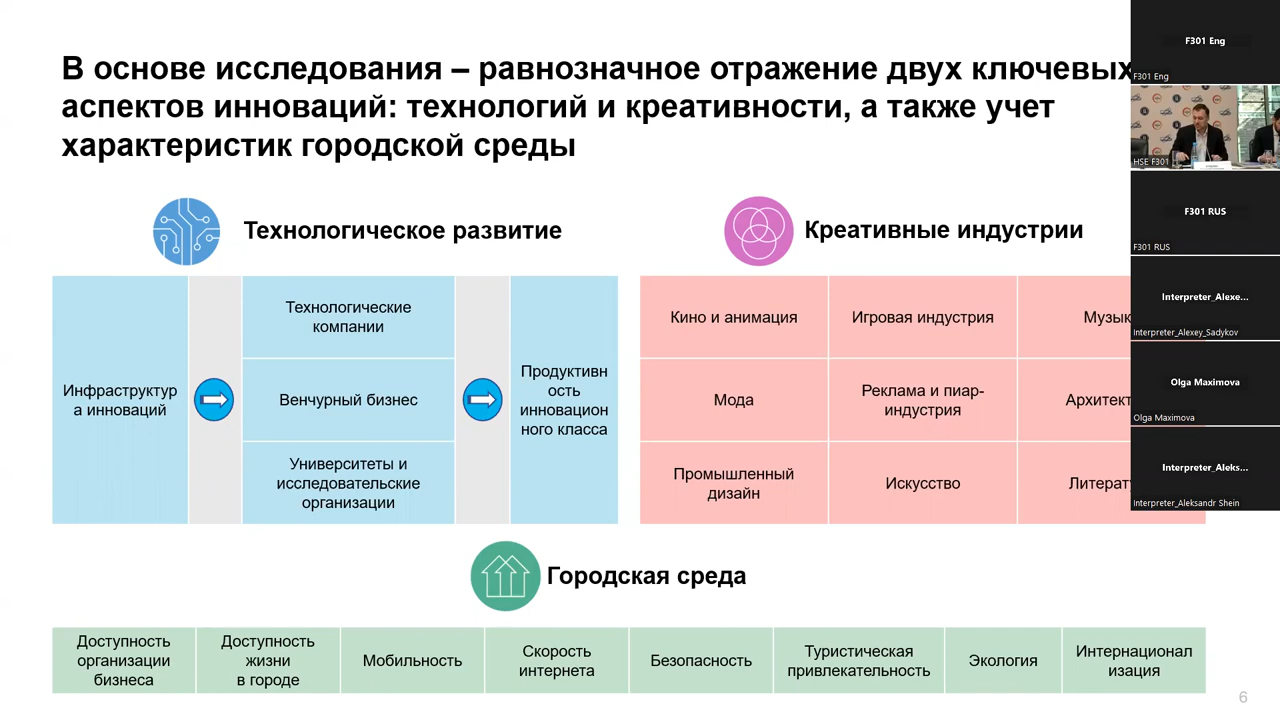 В основе исследования – равнозначное отражение двух ключевых
аспектов инноваций: технологий и креативности, а также учет
характеристик городской среды
Технологическое развитие
Инфраструктур
а инноваций
Технологические
компании
Венчурный бизнес
Университеты и
исследовательские
организации
Продуктивн
ость
инновацион
ного класса
Креативные индустрии
Кино и анимация
Игровая индустрия
Музык
Мода
Реклама и пиар-
индустрия
Архитект
Промышленный
дизайн
Искусство
Литерат
Городская среда
Доступность
организации
бизнеса
Доступность
жизни
в городе
Мобильность
Скорость
интернета
Безопасность
Туристическая
привлекательность
Экология
Интернационал
изация
6
F301 Eng
F301 Eng
HSE F301
F301 RUS
F301 RUS
Interpreter_Alexe...
Interpreter_Alexey_Sadykov
Olga Maximova
Olga Maximova
Interpreter_Aleks...
Interpreter_Aleksandr Shein